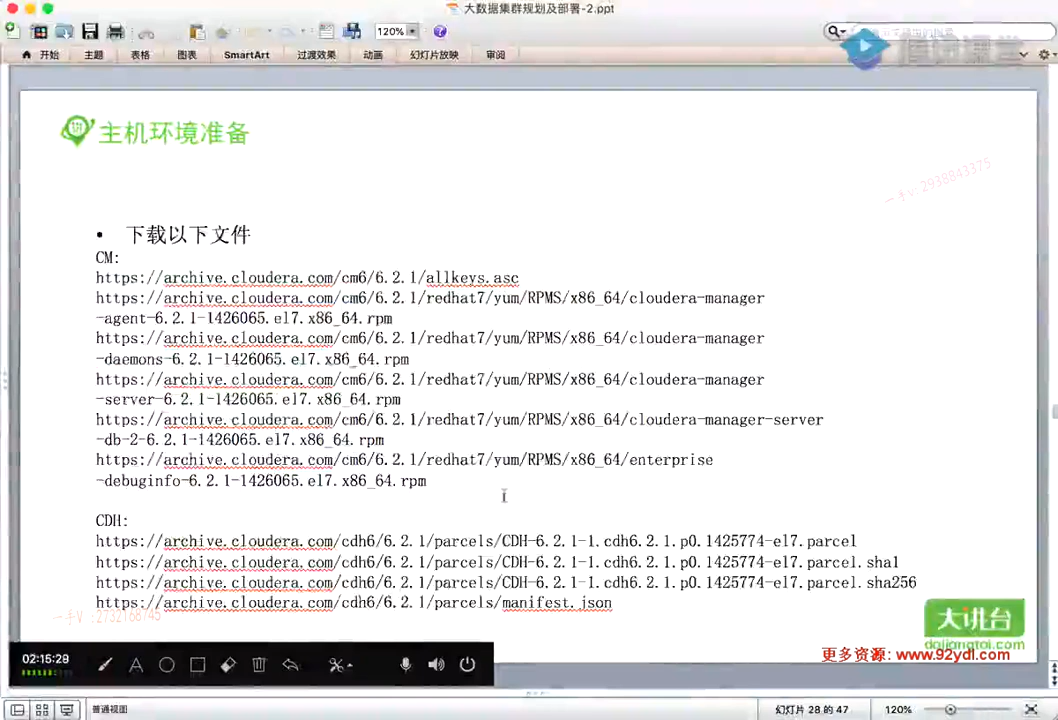 大数据集群规划及部署-2.ppt
120%
开始 主题 表格 图表 SmartArt 过渡效果 动画 幻灯片放映 审阅
主机环境准备
一手V:2938843375
• 下载以下文件
CM:
https://archive.cloudera.com/cm6/6.2.1/allkeys.asc
https://archive.cloudera.com/cm6/6.2.1/redhat7/yum/RPMS/x86_64/cloudera-manager
-agent-6.2.1-1426065.el7.x86_64.rpm
https://archive.cloudera.com/cm6/6.2.1/redhat7/yum/RPMS/x86_64/cloudera-manager
-daemons-6.2.1-1426065.el7.x86_64.rpm
https://archive.cloudera.com/cm6/6.2.1/redhat7/yum/RPMS/x86_64/cloudera-manager
-server-6.2.1-1426065.el7.x86_64.rpm
https://archive.cloudera.com/cm6/6.2.1/redhat7/yum/RPMS/x86_64/cloudera-manager-server
-db-2-6.2.1-1426065.el7.x86_64.rpm
https://archive.cloudera.com/cm6/6.2.1/redhat7/yum/RPMS/x86_64/enterprise
-debuginfo-6.2.1-1426065.el7.x86_64.rpm
CDH:
https://archive.cloudera.com/cdh6/6.2.1/parcels/CDH-6.2.1-1.cdh6.2.1.p0.1425774-el7.parcel
https://archive.cloudera.com/cdh6/6.2.1/parcels/CDH-6.2.1-1.cdh6.2.1.p0.1425774-el7.parcel.sha1
https://archive.cloudera.com/cdh6/6.2.1/parcels/CDH-6.2.1-1.cdh6.2.1.p0.1425774-el7.parcel.sha256
https://archive.cloudera.com/cdh6/6.2.1/parcels/manifest.json
一手V:2732168745
大讲台
dajiangtai.com
更多资源: www.92ydl.com
02:15:29
普通视图 幻灯片 28 的 47 120%